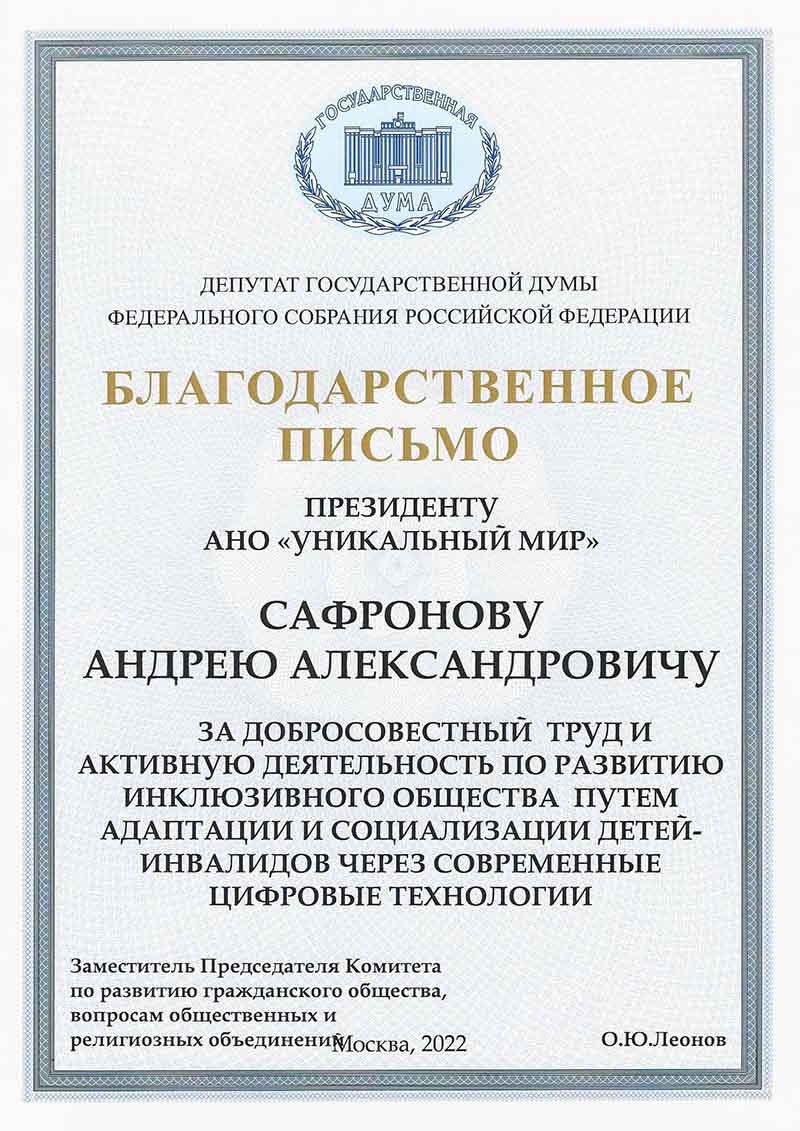 ГОСУДАРСТВЕННАЯ
ДУМА
ДЕПУТАТ ГОСУДАРСТВЕННОЙ ДУМЫ
ФЕДЕРАЛЬНОГО СОБРАНИЯ РОССИЙСКОЙ ФЕДЕРАЦИИ
БЛАГОДАРСТВЕННОЕ
ПИСЬМО
ПРЕЗИДЕНТУ
АНО «УНИКАЛЬНЫЙ МИР»
САФРОНОВУ
АНДРЕЮ АЛЕКСАНДРОВИЧУ
ЗА ДОБРОСОВЕСТНЫЙ ТРУД И
АКТИВНУЮ ДЕЯТЕЛЬНОСТЬ ПО РАЗВИТИЮ
ИНКЛЮЗИВНОГО ОБЩЕСТВА ПУТЕМ
АДАПТАЦИИ И СОЦИАЛИЗАЦИИ ДЕТЕЙ-
ИНВАЛИДОВ ЧЕРЕЗ СОВРЕМЕННЫЕ
ЦИФРОВЫЕ ТЕХНОЛОГИИ
Заместитель Председателя Комитета
по развитию гражданского общества,
вопросам общественных и
религиозных объединений
Москва, 2022
О.Ю.Леонов